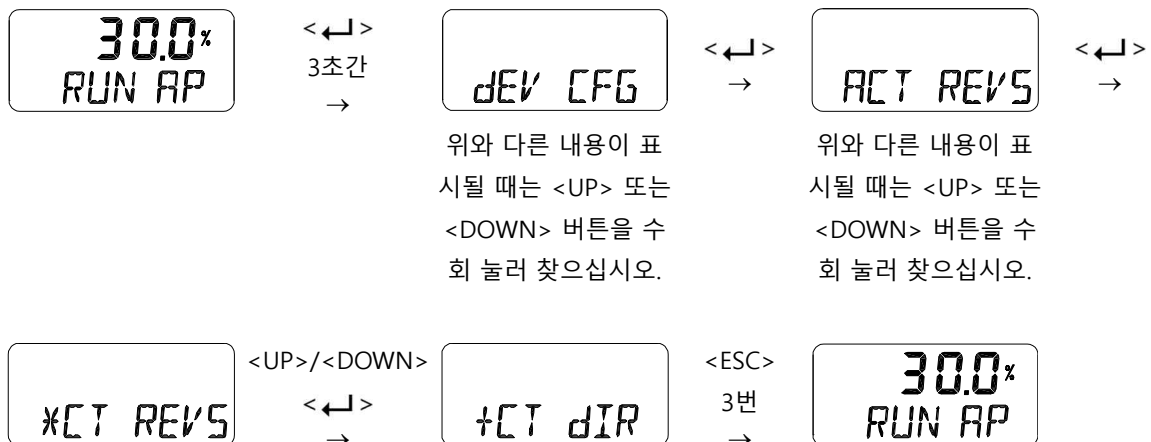 30.0%
RUN AP
<↵>
3초간
→
dEV CFG
<↵>
→
ACT REVS
<↵>
→
위와 다른 내용이 표
시될 때는 <UP> 또는
<DOWN> 버튼을 수
회 눌러 찾으십시오.
위와 다른 내용이 표
시될 때는 <UP> 또는
<DOWN> 버튼을 수
회 눌러 찾으십시오.
*CT REVS
<UP>/<DOWN>
<↵>
→
+CT dIR
<ESC>
3번
→
30.0%
RUN AP